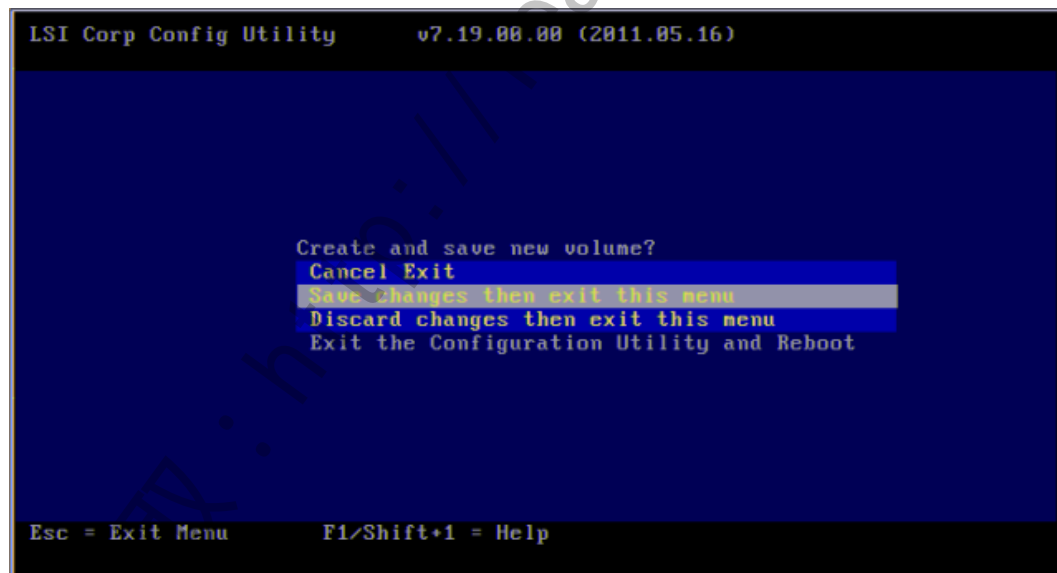 LSI Corp Config Utility v7.19.00.00 (2011.05.16)
Create and save new volume?
Cancel Exit
Save changes then exit this menu
Discard changes then exit this menu
Exit the Configuration Utility and Reboot
Esc = Exit Menu F1/Shift+1 = Help